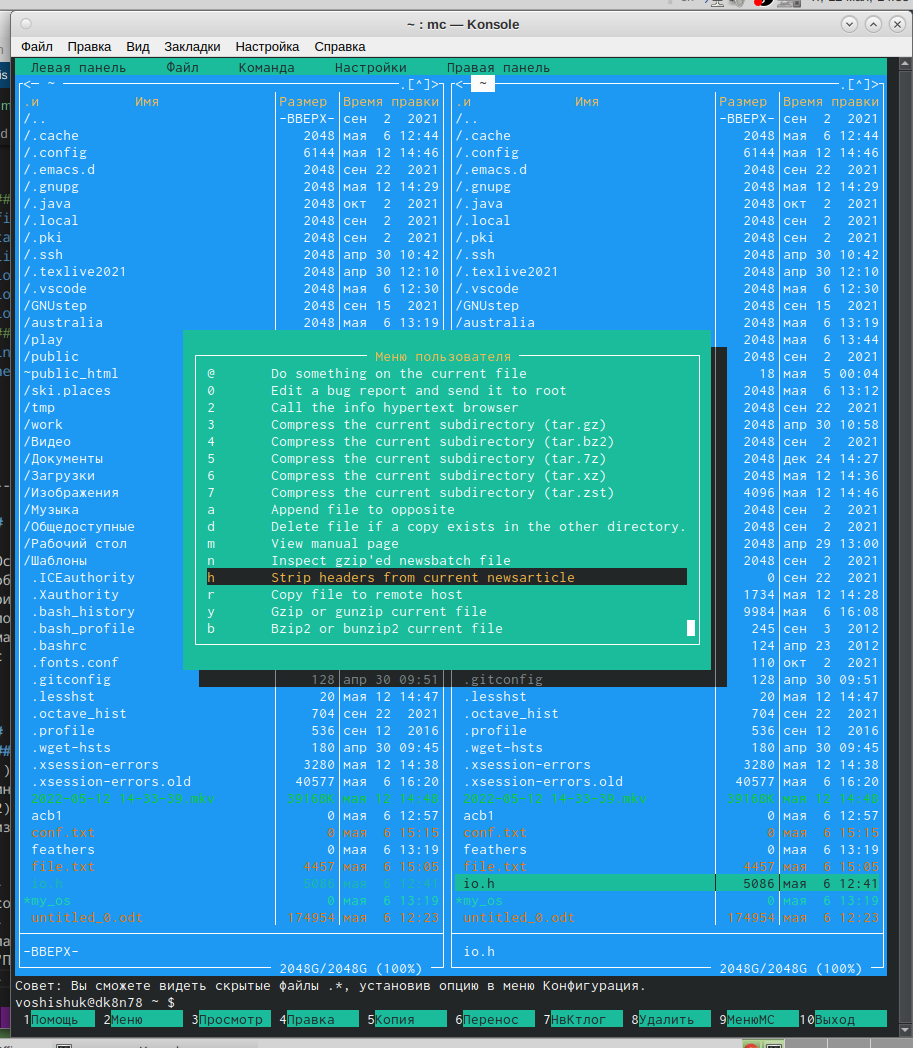 ~ : mc — Konsole
Файл Правка Вид Закладки Настройка Справка
Левая панель Файл Команда Настройки Правая панель
<— ~ .[^]> <— ~ .[^]>
.и Имя Размер Время правки .и Имя Размер Время правки
/.. -ВВЕРХ- сен 2 2021 /.. -ВВЕРХ- сен 2 2021
/.cache 2048 мая 6 12:44 /.cache 2048 мая 6 12:44
/.config 6144 мая 12 14:46 /.config 6144 мая 12 14:46
/.emacs.d 2048 сен 22 2021 /.emacs.d 2048 сен 22 2021
/.gnupg 2048 мая 12 14:29 /.gnupg 2048 мая 12 14:29
/.java 2048 окт 2 2021 /.java 2048 окт 2 2021
/.local 2048 сен 2 2021 /.local 2048 сен 2 2021
/.pki 2048 сен 2 2021 /.pki 2048 сен 2 2021
/.ssh 2048 апр 30 10:42 /.ssh 2048 апр 30 10:42
/.texlive2021 2048 апр 30 12:10 /.texlive2021 2048 апр 30 12:10
/.vscode 2048 мая 6 12:30 /.vscode 2048 мая 6 12:30
/GNUstep 2048 сен 15 2021 /GNUstep 2048 сен 15 2021
/australia 2048 мая 6 13:19 /australia 2048 мая 6 13:19
/play 2048 мая 6 13:44
/public Меню пользователя 2048 сен 2 2021
~public_html @ Do something on the current file 18 мая 5 00:04
/ski.places 0 Edit a bug report and send it to root 2048 мая 6 13:12
/tmp 2 Call the info hypertext browser 2048 сен 22 2021
/work 3 Compress the current subdirectory (tar.gz) 2048 апр 30 10:58
/Видео 4 Compress the current subdirectory (tar.bz2) 2048 сен 2 2021
/Документы 5 Compress the current subdirectory (tar.7z) 2048 дек 24 14:27
/Загрузки 6 Compress the current subdirectory (tar.xz) 2048 мая 12 14:36
/Изображения 7 Compress the current subdirectory (tar.zst) 4096 мая 12 14:46
/Музыка a Append file to opposite 2048 сен 2 2021
/Общедоступные d Delete file if a copy exists in the other directory. 2048 сен 2 2021
/Рабочий стол m View manual page 2048 апр 29 13:00
/Шаблоны n Inspect gzip'ed newsbatch file 2048 сен 2 2021
.ICEauthority h Strip headers from current newsarticle 0 сен 22 2021
.Xauthority r Copy file to remote host 1734 мая 12 14:28
.bash_history y Gzip or gunzip current file 9984 мая 6 16:08
.bash_profile b Bzip2 or bunzip2 current file 245 сен 3 2012
.bashrc 124 апр 23 2012
.fonts.conf 110 окт 2 2021
.gitconfig 128 апр 30 09:51 .gitconfig 128 апр 30 09:51
.lesshst 20 мая 12 14:47 .lesshst 20 мая 12 14:47
.octave_hist 704 сен 22 2021 .octave_hist 704 сен 22 2021
.profile 536 сен 12 2016 .profile 536 сен 12 2016
.wget-hsts 180 апр 30 09:45 .wget-hsts 180 апр 30 09:45
.xsession-errors 3280 мая 12 14:38 .xsession-errors 3280 мая 12 14:38
.xsession-errors.old 40577 мая 6 16:20 .xsession-errors.old 40577 мая 6 16:20
acb1 0 мая 6 12:57 acb1 0 мая 6 12:57
conf.txt 0 мая 6 15:15 conf.txt 0 мая 6 15:15
feathers 0 мая 6 13:19 feathers 0 мая 6 13:19
file.txt 4457 мая 6 15:05 file.txt 4457 мая 6 15:05
io.h 5086 мая 6 12:41 io.h 5086 мая 6 12:41
*my_os 0 мая 6 13:19 *my_os 0 мая 6 13:19
untitled_0.odt 174954 мая 6 12:23 untitled_0.odt 174954 мая 6 12:23
-ВВЕРХ- io.h
2048G/2048G (100%) 2048G/2048G (100%)
Совет: Вы сможете видеть скрытые файлы .*, установив опцию в меню Конфигурация.
voshishuk@dk8n78 ~ $
1Помощь 2Меню 3Просмотр 4Правка 5Копия 6Перенос 7НвКтлог 8Удалить 9МенюМС 10Выход